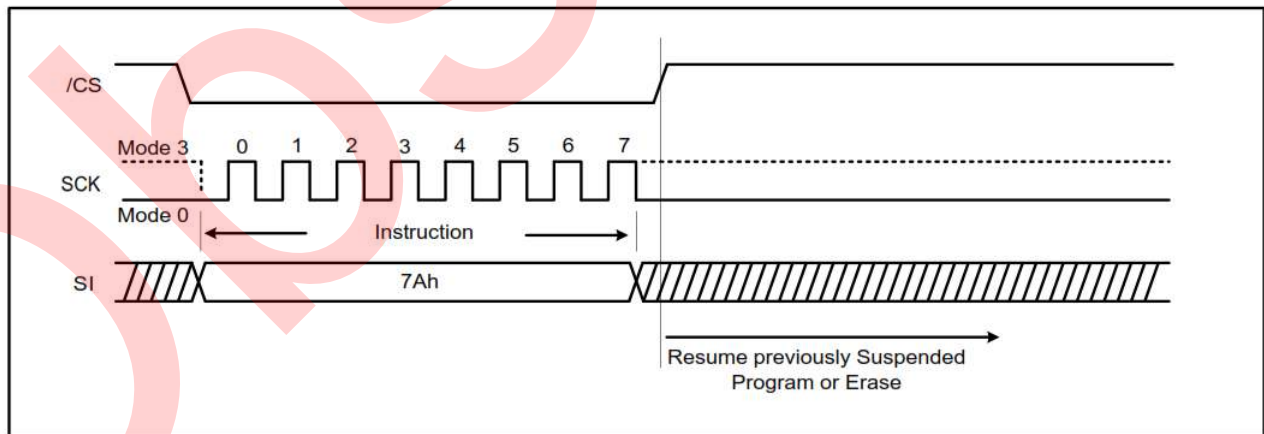 /CS
Mode 3 0 1 2 3 4 5 6 7
SCK
Mode 0
Instruction
SI 7Ah
Resume previously Suspended
Program or Erase